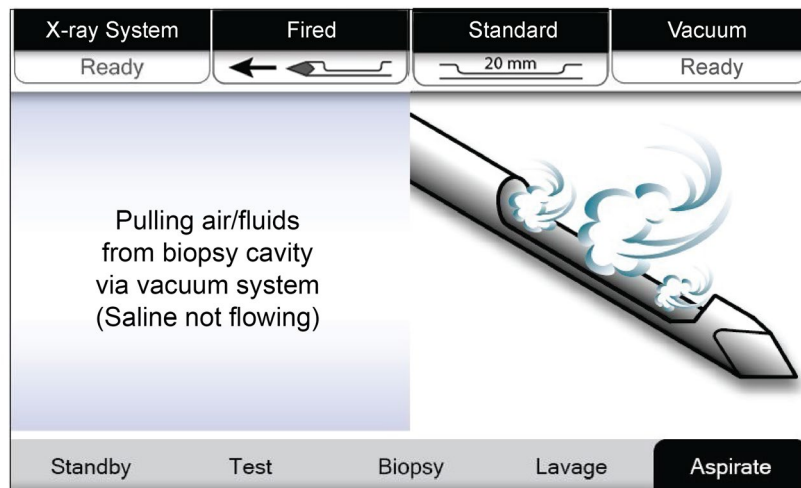 X-ray System
Fired
Standard
Vacuum
Ready
20 mm
Ready
Pulling air/fluids
from biopsy cavity
via vacuum system
(Saline not flowing)
Standby
Test
Biopsy
Lavage
Aspirate